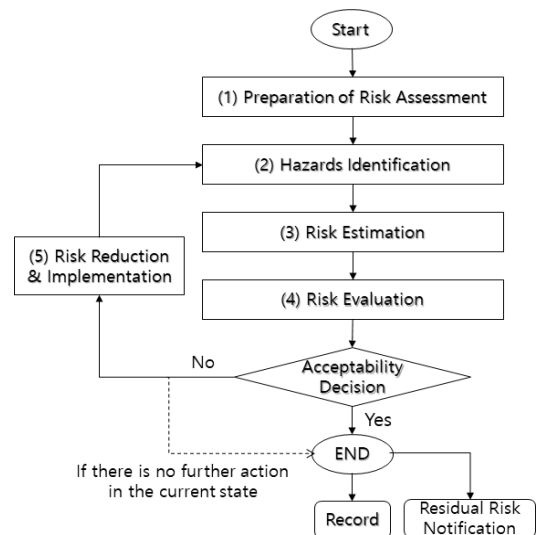 Start
(1) Preparation of Risk Assessment
(2) Hazards Identification
(3) Risk Estimation
(5) Risk Reduction
& Implementation
(4) Risk Evaluation
No
Acceptability
Decision
Yes
END
If there is no further action
in the current state
Record
Residual Risk
Notification